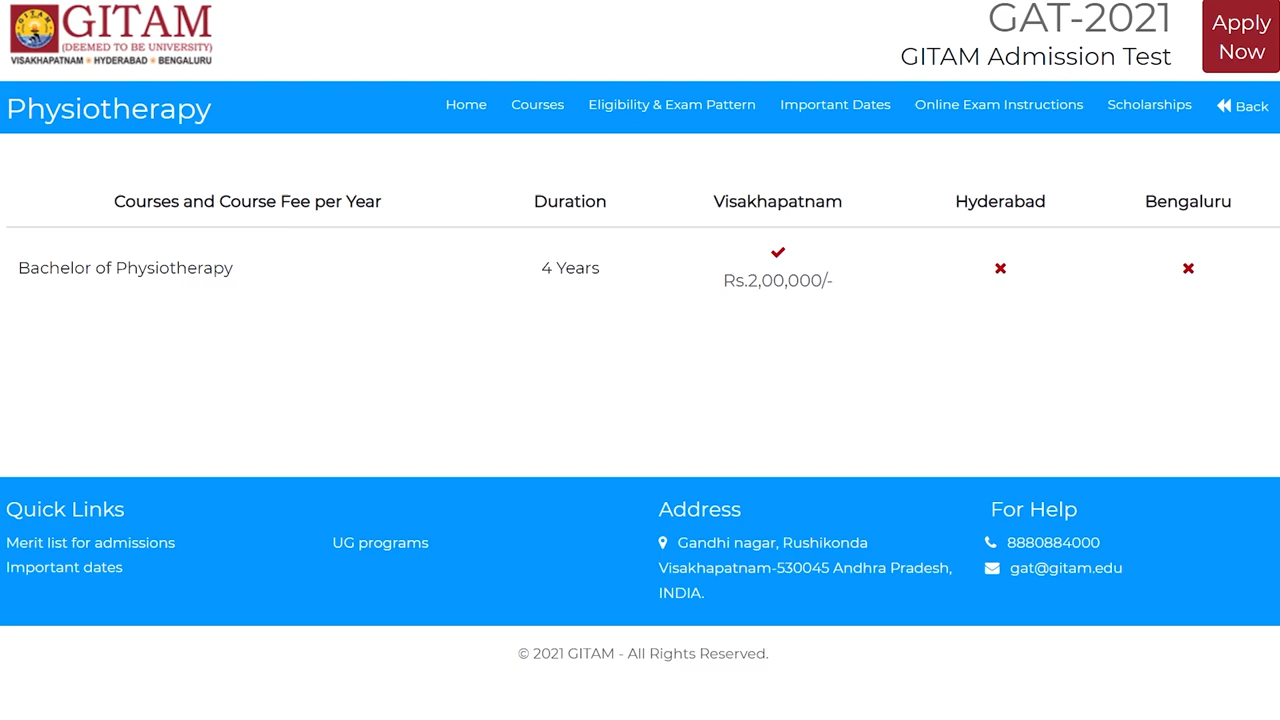 GITAM
(DEEMED TO BE UNIVERSITY)
VISAKHAPATNAM * HYDERABAD * BENGALURU
GAT-2021
GITAM Admission Test
Apply
Now
Physiotherapy
Home Courses Eligibility & Exam Pattern Important Dates Online Exam Instructions Scholarships Back
Courses and Course Fee per Year Duration Visakhapatnam Hyderabad Bengaluru
Bachelor of Physiotherapy 4 Years ✔ ✖ ✖
Rs.2,00,000/-
Quick Links
Merit list for admissions
Important dates
UG programs
Address
Gandhi nagar, Rushikonda
Visakhapatnam-530045 Andhra Pradesh,
INDIA.
For Help
8880884000
gat@gitam.edu
© 2021 GITAM - All Rights Reserved.